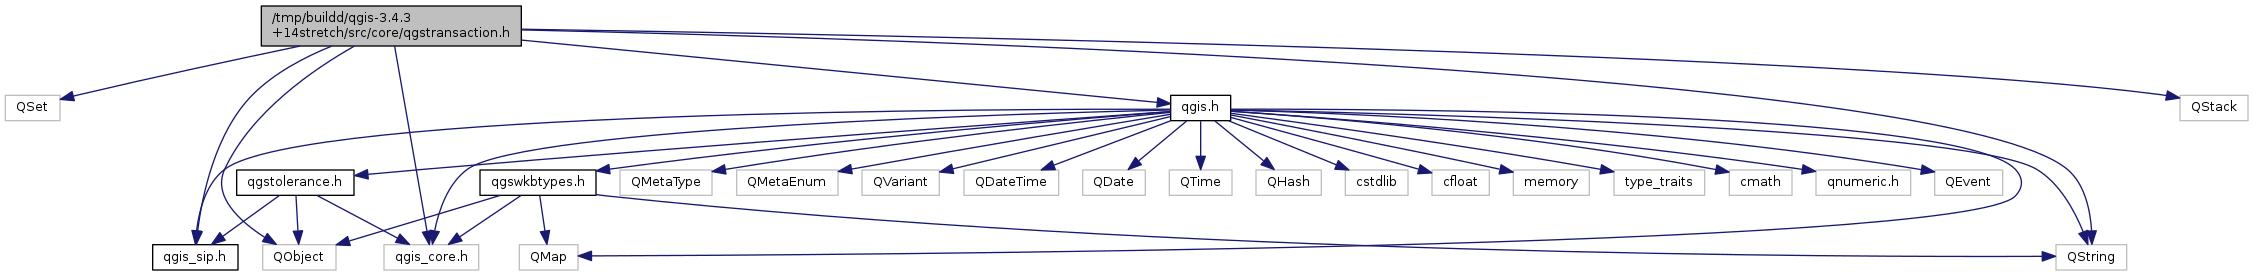 /tmp/buildd/qgis-3.4.3
+14stretch/src/core/qgstransaction.h
QSet
qgis.h
QStack
qgstolerance.h
qgswkbtypes.h
QMetaType
QMetaEnum
QVariant
QDateTime
QDate
QTime
QHash
cstdlib
cfloat
memory
type_traits
cmath
qnumeric.h
QEvent
qgis_sip.h
QObject
qgis_core.h
QMap
QString